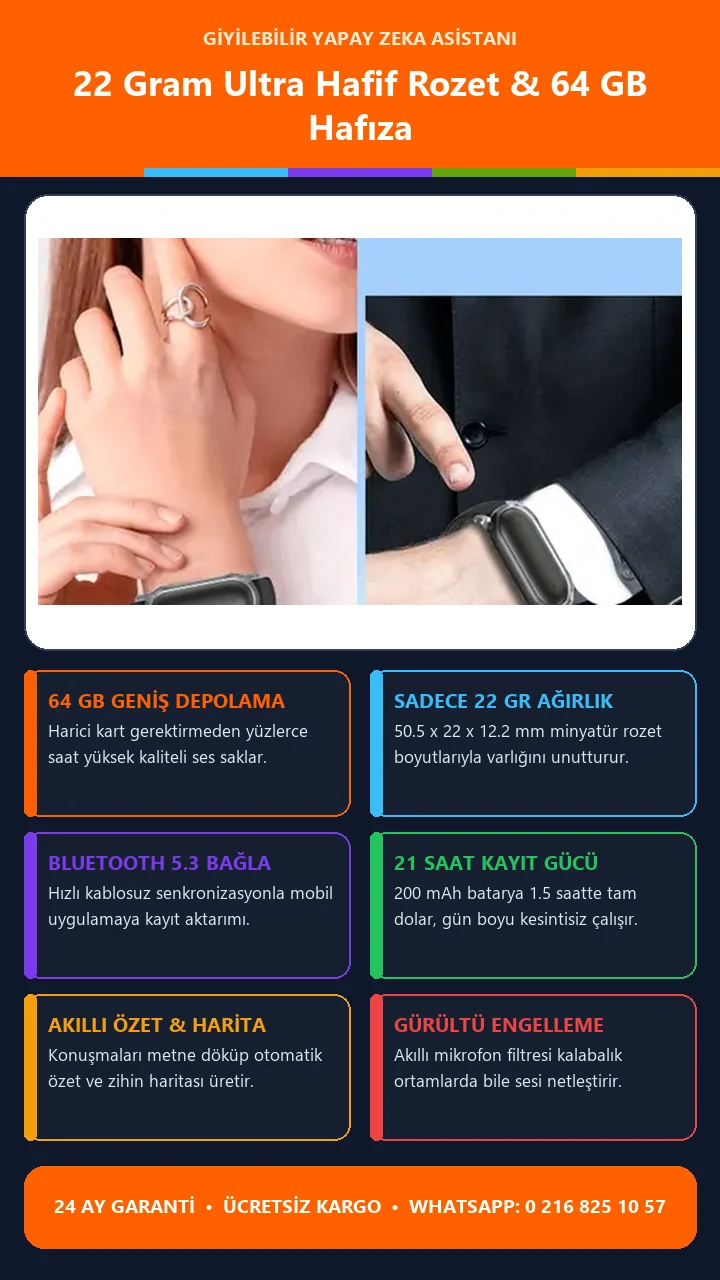 GİYİLEBİLİR YAPAY ZEKA ASİSTANI
22 Gram Ultra Hafif Rozet & 64 GB
Hafıza
64 GB GENİŞ DEPOLAMA
Harici kart gerektirmeden yüzlerce
saat yüksek kaliteli ses saklar.
SADECE 22 GR AĞIRLIK
50.5 x 22 x 12.2 mm minyatür rozet
boyutlarıyla varlığını unutturur.
BLUETOOTH 5.3 BAĞLA
Hızlı kablosuz senkronizasyonla mobil
uygulamaya kayıt aktarımı.
21 SAAT KAYIT GÜCÜ
200 mAh batarya 1.5 saatte tam
dolar, gün boyu kesintisiz çalışır.
AKILLI ÖZET & HARİTA
Konuşmaları metne döküp otomatik
özet ve zihin haritası üretir.
GÜRÜLTÜ ENGELLEME
Akıllı mikrofon filtresi kalabalık
ortamlarda bile sesi netleştirir.
24 AY GARANTİ • ÜCRETSİZ KARGO • WHATSAPP: 0 216 825 10 57